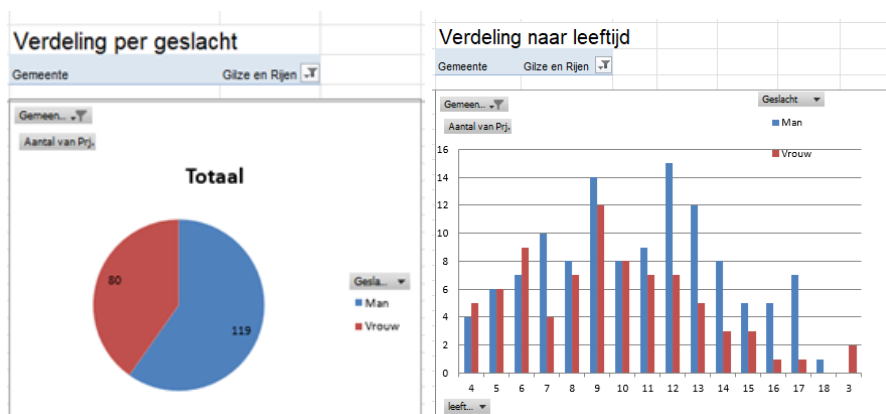 Verdeling per geslacht
Gemeente Gilze en Rijen
Gemeen...
Aantal van Prj.
Totaal
80
119
Gesla...
Man
Vrouw
Verdeling naar leeftijd
Gemeente Gilze en Rijen
Gemeen...
Geslacht
Aantal van Prj.
Man
Vrouw
16
14
12
10
8
6
4
2
0
4 5 6 7 8 9 10 11 12 13 14 15 16 17 18 3
leeft...